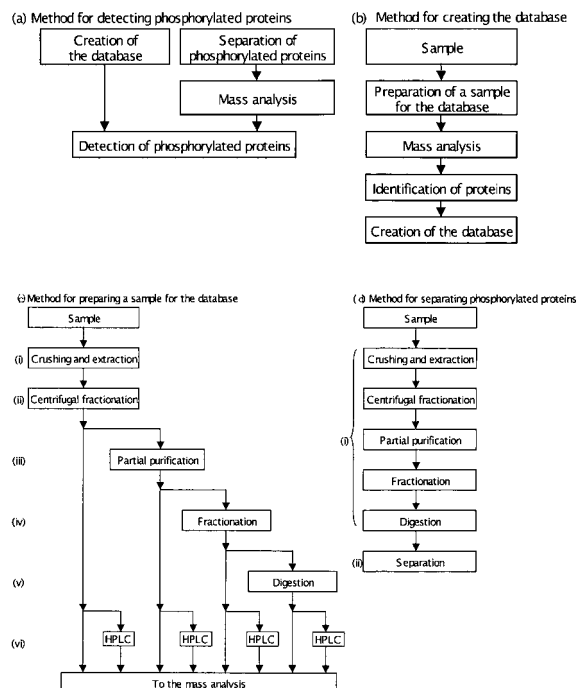 (a) Method for detecting phosphorylated proteins
Creation of
the database
Separation of
phosphorylated proteins
Mass analysis
Detection of phosphorylated proteins
(b) Method for creating the database
Sample
Preparation of a sample
for the database
Mass analysis
Identification of proteins
Creation of the database
(c) Method for preparing a sample for the database
Sample
(i) Crushing and extraction
(ii) Centrifugal fractionation
(iii) Partial purification
(iv) Fractionation
(v) Digestion
(vi) HPLC HPLC HPLC HPLC
To the mass analysis
(d) Method for separating phosphorylated proteins
Sample
Crushing and extraction
Centrifugal fractionation
(i) Partial purification
Fractionation
Digestion
(ii) Separation